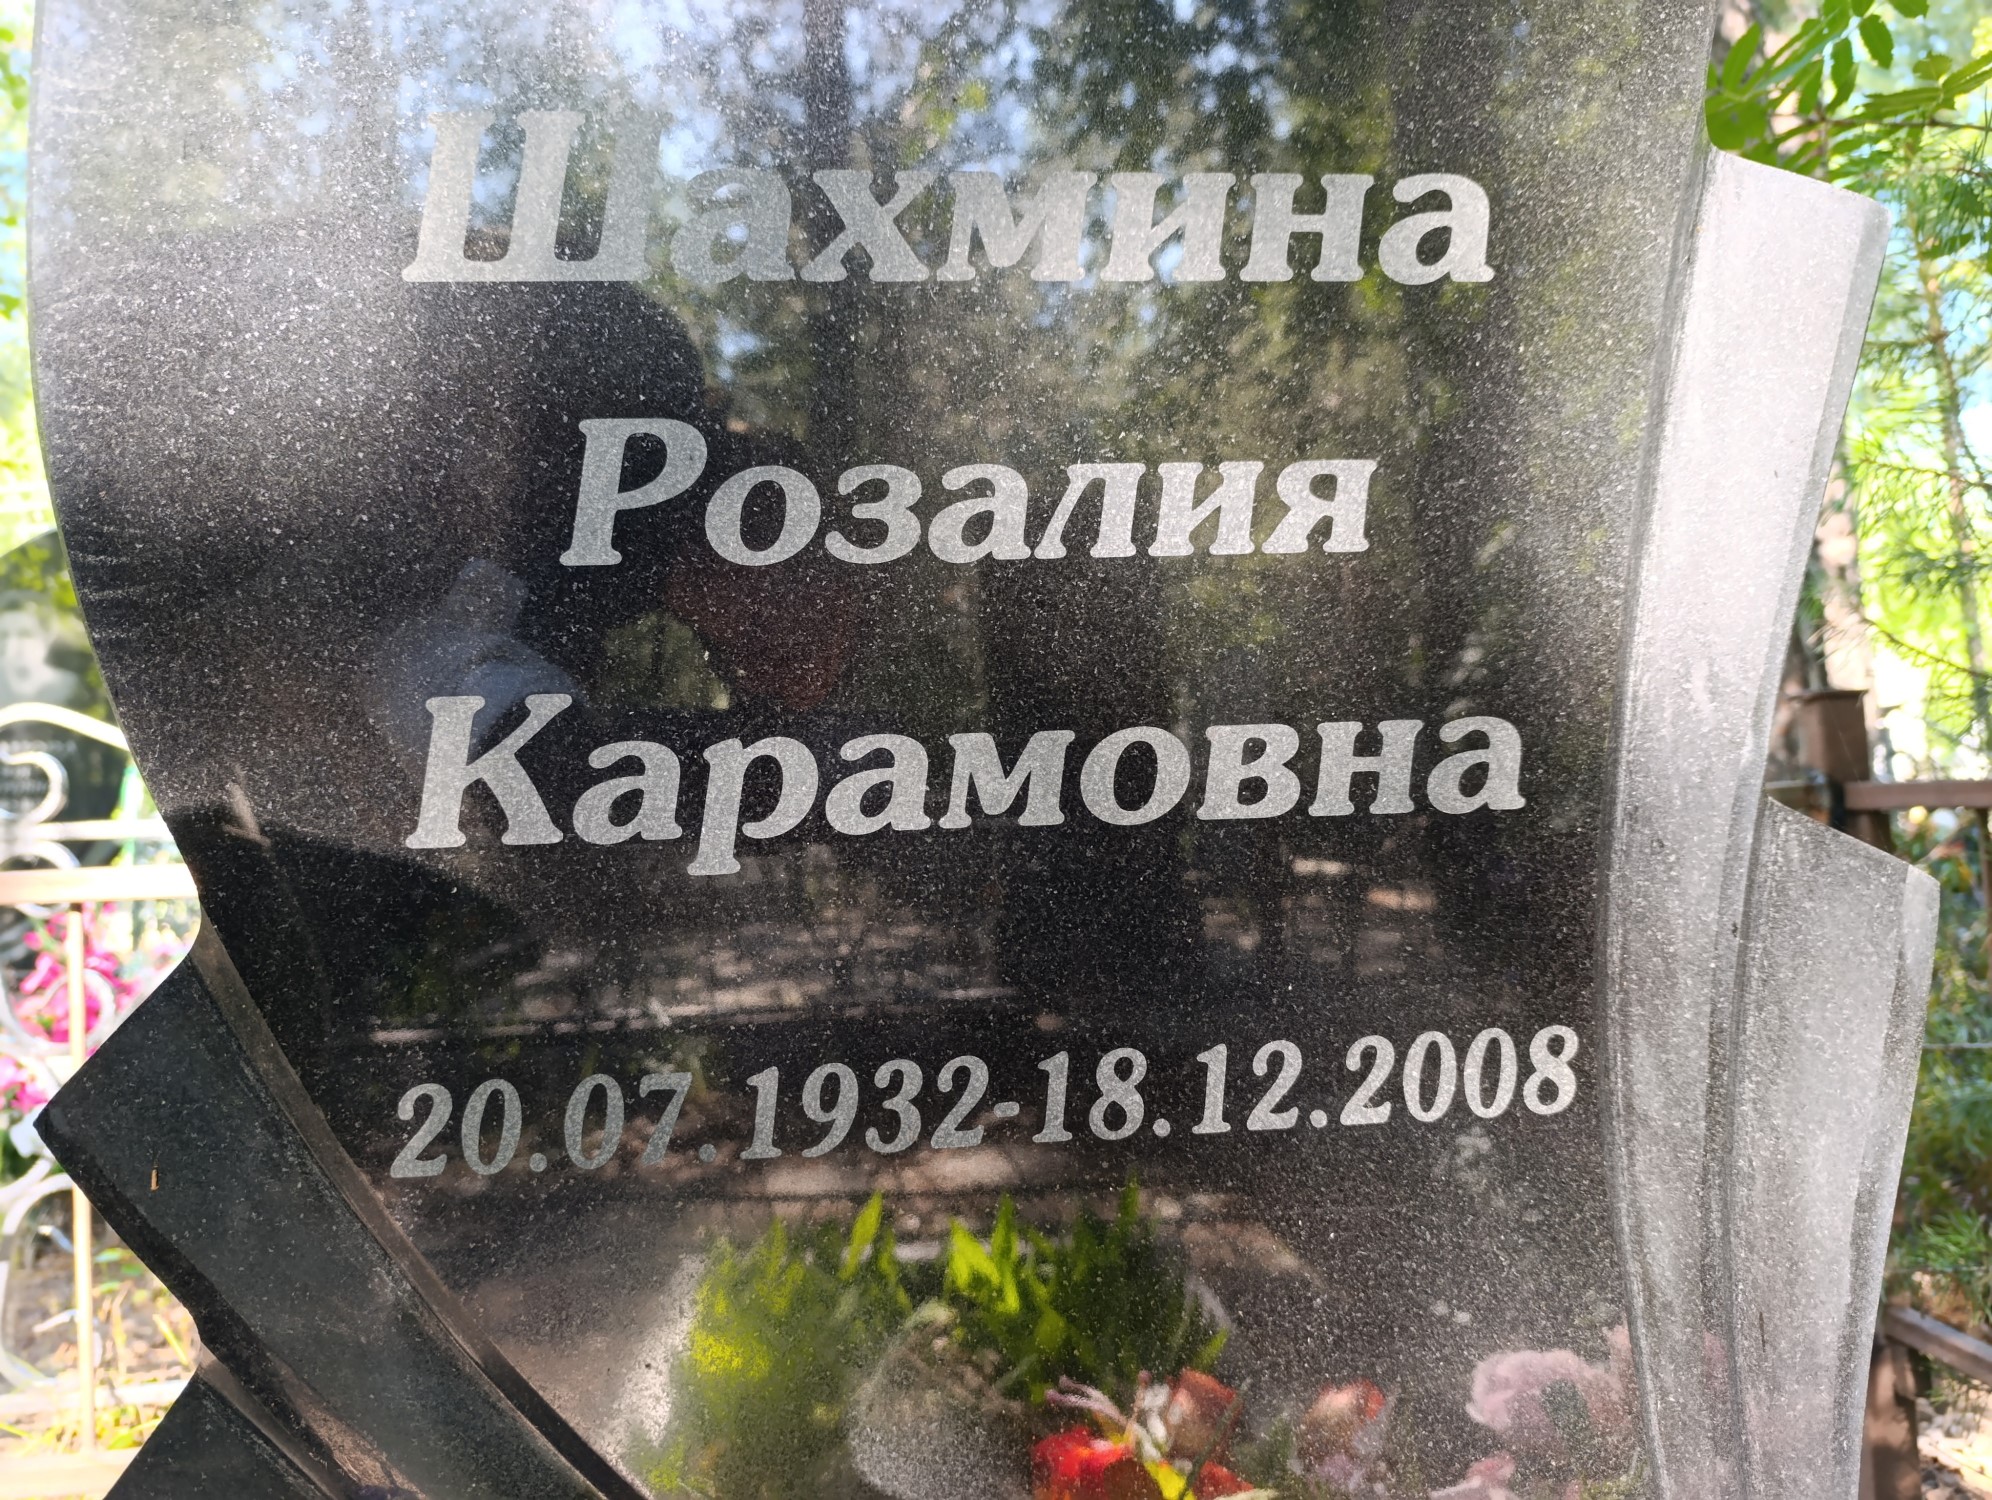 Шахмина
Розалия
Карамовна
20.07.1932-18.12.2008